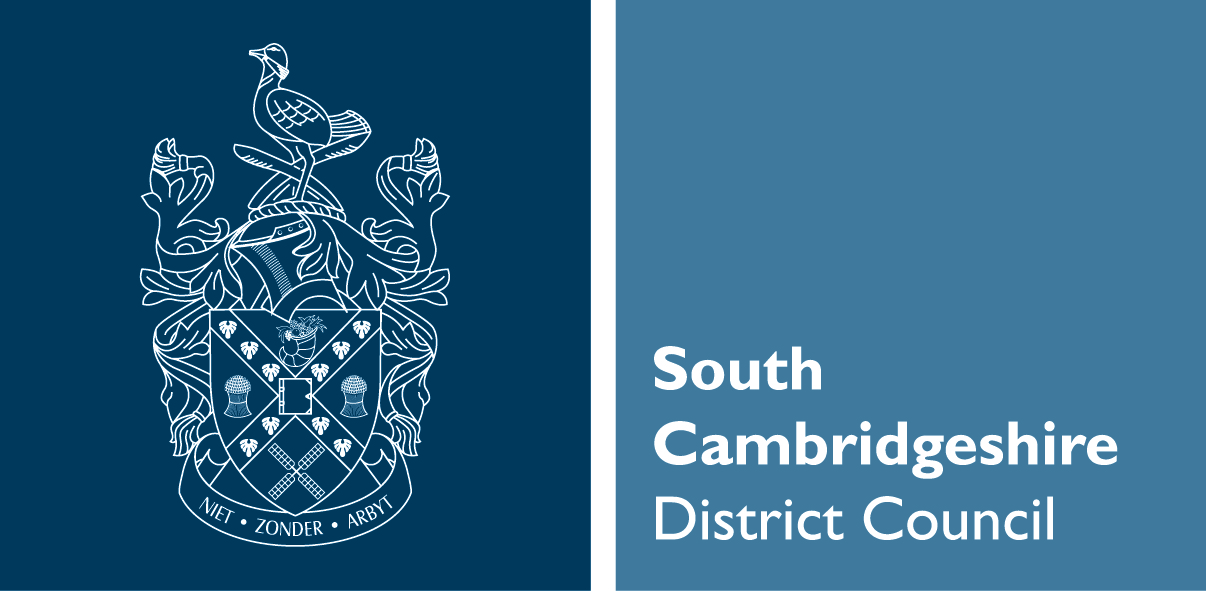 NIET • ZONDER • ARBYT
South
Cambridgeshire
District Council